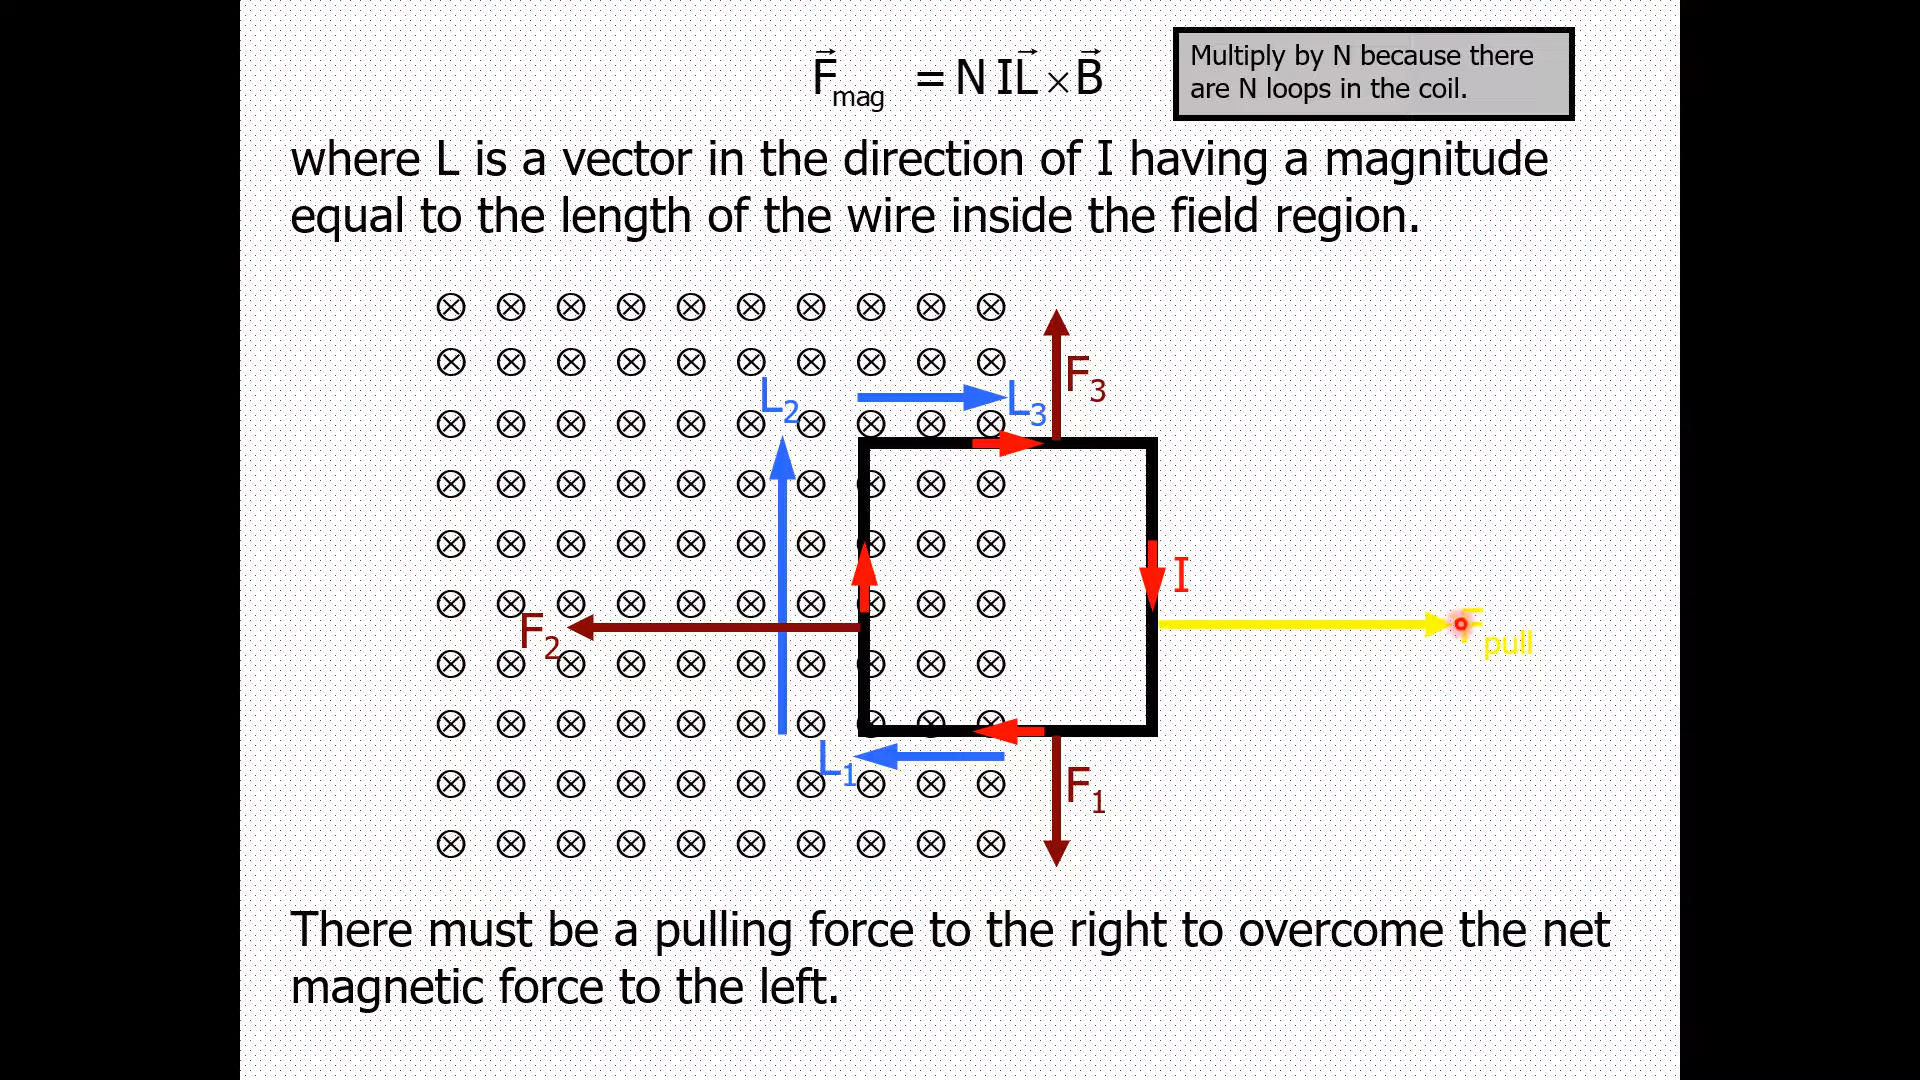 F⃗mag = N I L⃗ × B⃗
Multiply by N because there
are N loops in the coil.
where L is a vector in the direction of I having a magnitude
equal to the length of the wire inside the field region.
F3
L2
L3
I
F2
Fpull
L1
F1
There must be a pulling force to the right to overcome the net
magnetic force to the left.